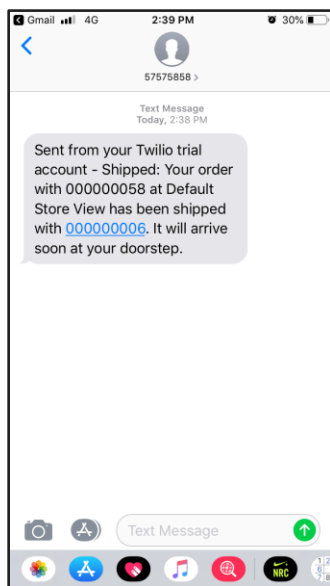 Gmail 4G 2:39 PM 30%
57575858 >
Text Message
Today, 2:38 PM
Sent from your Twilio trial
account - Shipped: Your order
with 000000058 at Default
Store View has been shipped
with 000000006. It will arrive
soon at your doorstep.
Text Message
NRC